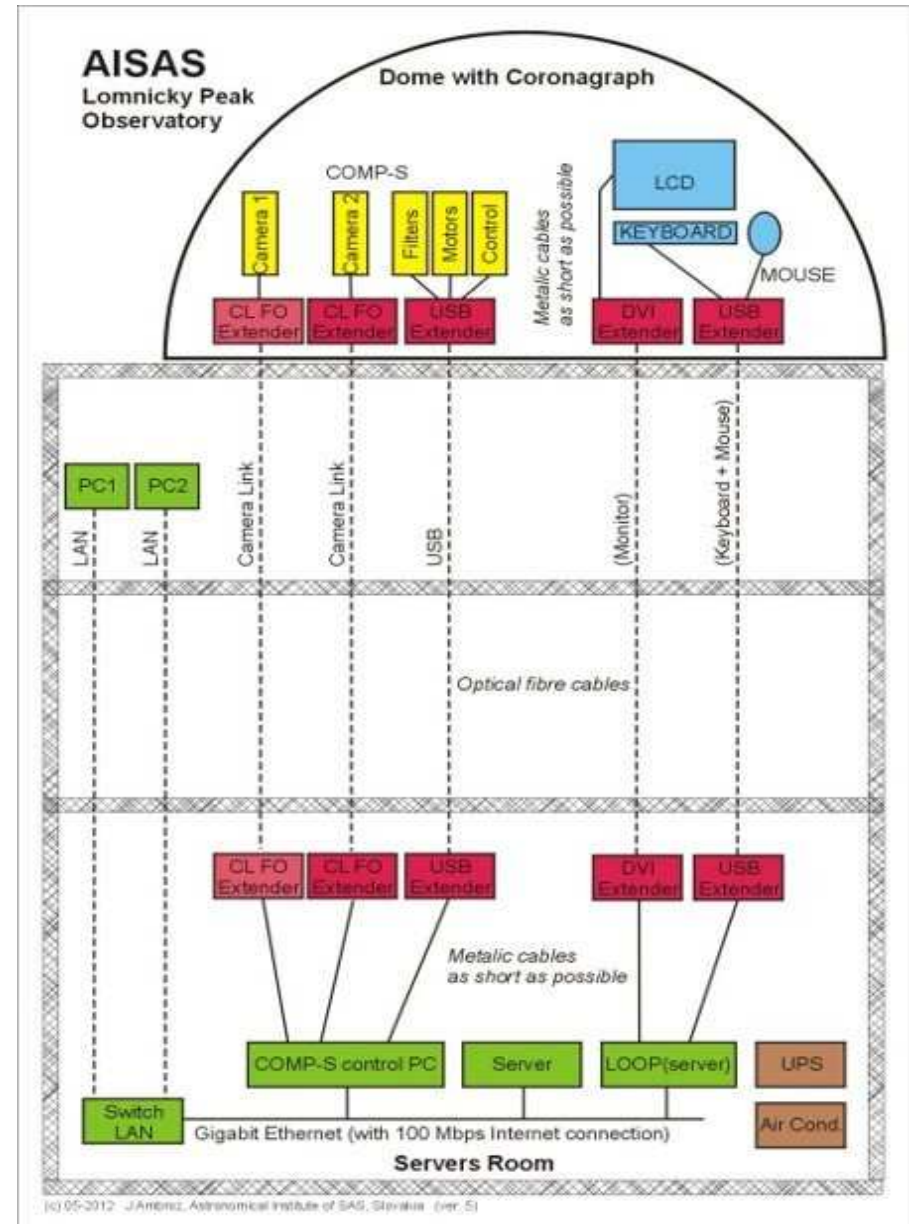 AISAS
Lomnicky Peak
Observatory
Dome with Coronagraph
COMP-S
Camera 1
Camera 2
Filters
Motors
Control
Metalic cables
as short as possible
LCD
KEYBOARD
MOUSE
CL FO
Extender
CL FO
Extender
USB
Extender
DVI
Extender
USB
Extender
PC1
PC2
LAN
LAN
Camera Link
Camera Link
USB
(Monitor)
(Keyboard + Mouse)
Optical fibre cables
CL FO
Extender
CL FO
Extender
USB
Extender
DVI
Extender
USB
Extender
Metalic cables
as short as possible
COMP-S control PC
Server
LOOP(server)
UPS
Switch
LAN
Air Cond.
Gigabit Ethernet (with 100 Mbps Internet connection)
Servers Room
(c) 05-2012 J.Ambroz, Astronomical Institute of SAS, Slovakia (ver. 5)